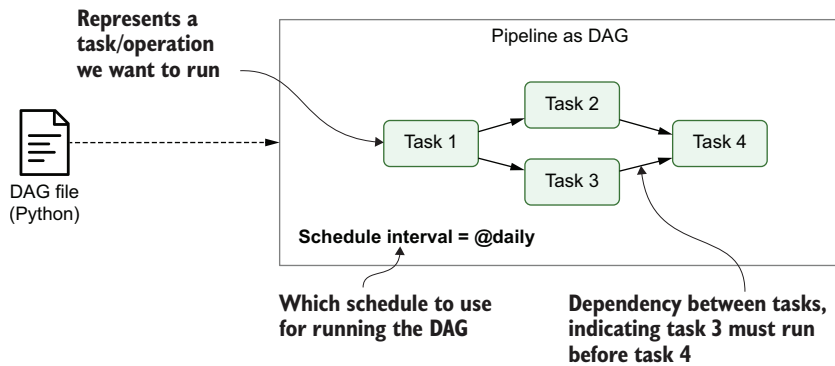 Represents a
task/operation
we want to run
Pipeline as DAG
Task 1
Task 2
Task 3
Task 4
DAG file
(Python)
Schedule interval = @daily
Which schedule to use
for running the DAG
Dependency between tasks,
indicating task 3 must run
before task 4